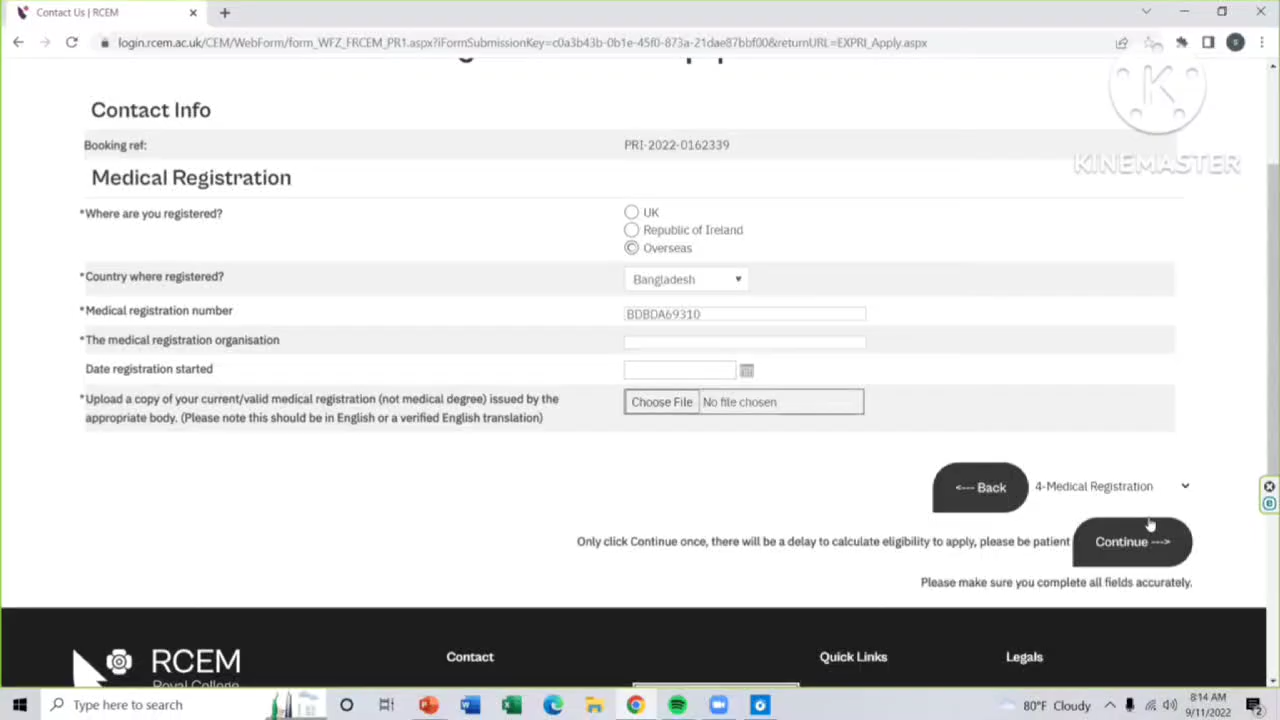 Contact Us | RCEM
login.rcem.ac.uk/CEM/WebForm/form_WFZ_FRCEM_PR1.aspx?iFormSubmissionKey=c0a3b43b-0b1e-45f0-873a-21dae87bbf00&returnURL=EXPRI_Apply.aspx
S
K
KINEMASTER
Contact Info
Booking ref: PRI-2022-0162339
Medical Registration
*Where are you registered? UK
Republic of Ireland
Overseas
*Country where registered? Bangladesh
*Medical registration number BDBDA69310
*The medical registration organisation
Date registration started
*Upload a copy of your current/valid medical registration (not medical degree) issued by the
appropriate body. (Please note this should be in English or a verified English translation)
Choose File No file chosen
<--- Back 4-Medical Registration
Only click Continue once, there will be a delay to calculate eligibility to apply, please be patient Continue --->
Please make sure you complete all fields accurately.
RCEM
Royal College
Contact Quick Links Legals
Type here to search
80°F Cloudy
8:14 AM
9/11/2022
2